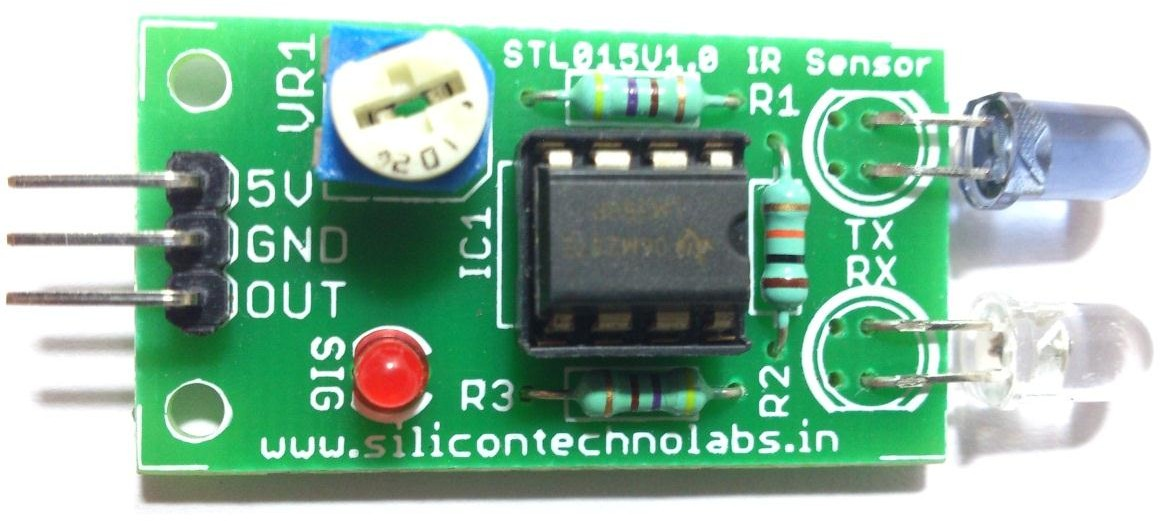 STL015V1.0 IR Sensor
VR1
R1
5V
GND
OUT
IC1
TX
RX
SIG
R3
R2
www.silicontechnolabs.in